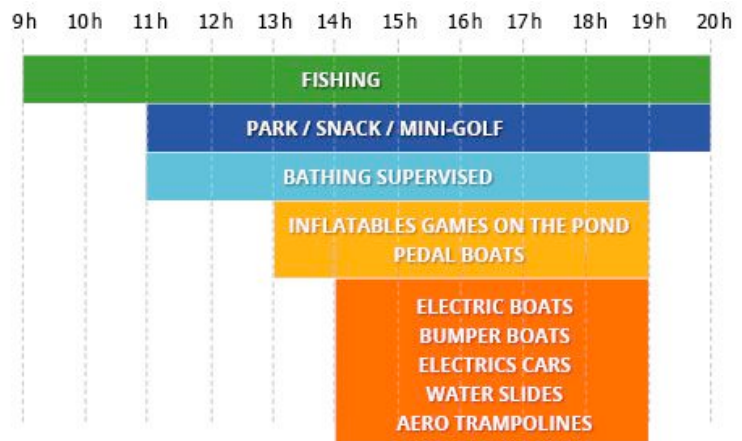 9h 10h 11h 12h 13h 14h 15h 16h 17h 18h 19h 20h
FISHING
PARK / SNACK / MINI-GOLF
BATHING SUPERVISED
INFLATABLES GAMES ON THE POND
PEDAL BOATS
ELECTRIC BOATS
BUMPER BOATS
ELECTRICS CARS
WATER SLIDES
AERO TRAMPOLINES